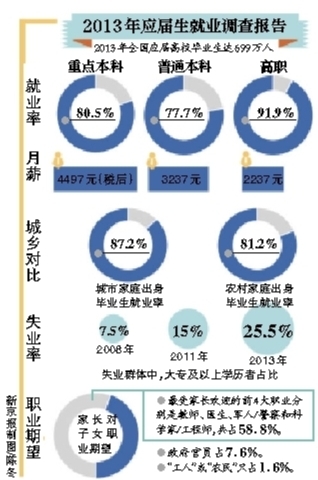 2013年应届生就业调查报告
2013年全国应届高校毕业生达699万人
重点本科 普通本科 高职
就业率
80.5% 77.7% 91.9%
月薪
4497元(税后) 3237元 2237元
城乡对比
87.2% 81.2%
城市家庭出身 农村家庭出身
毕业生就业率 毕业生就业率
失业率
7.5% 15% 25.5%
2008年 2011年 2013年
失业群体中,大专及以上学历者占比
职业期望
家长对
子女职
业期望
最受家长欢迎的前4大职业分
别是教师、医生、军人/警察和科
学家/工程师,共占58.8%。
政府官员占7.6%。
“工人”或“农民”只占1.6%。
新京报制图/郭冬